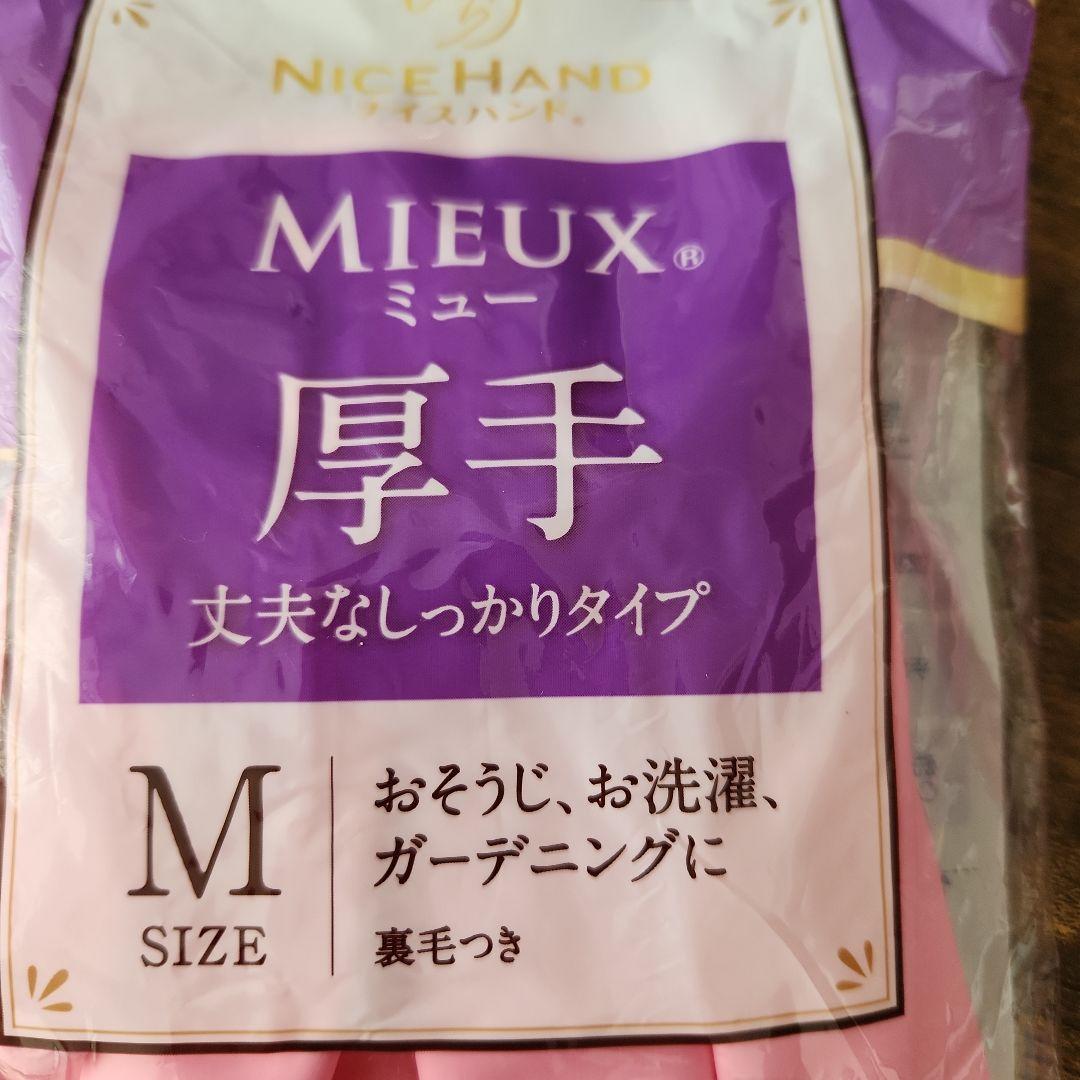 NICE HAND
ナイスハンド®
MIEUX®
ミュー
厚手
丈夫なしっかりタイプ
M
SIZE
おそうじ、お洗濯、
ガーデニングに
裏毛つき